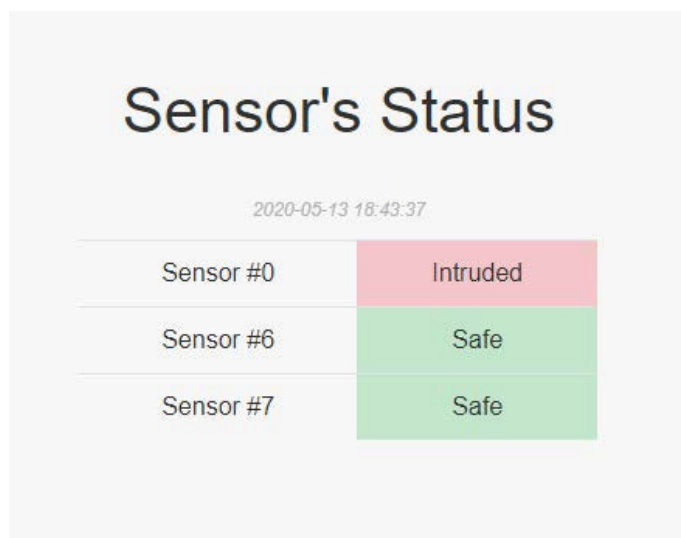 Sensor's Status
2020-05-13 18:43:37
Sensor #0 Intruded
Sensor #6 Safe
Sensor #7 Safe